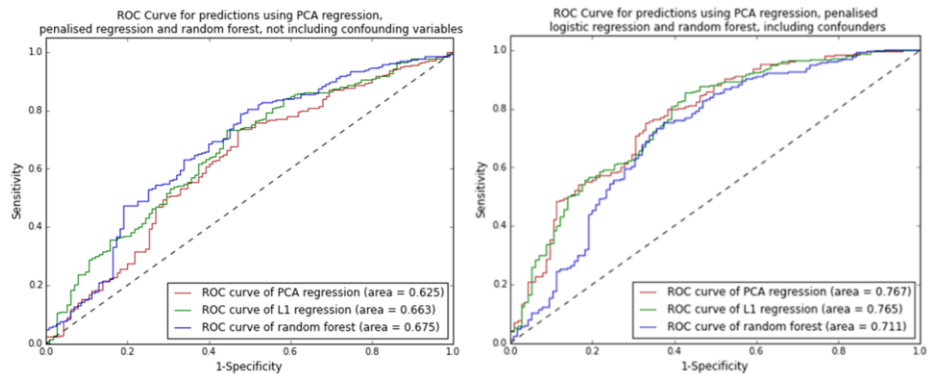 ROC Curve for predictions using PCA regression,
penalised regression and random forest, not including confounding variables
1.0
0.8
0.6
0.4
0.2
0.0
0.0 0.2 0.4 0.6 0.8 1.0
Sensitivity
1-Specificity
ROC curve of PCA regression (area = 0.625)
ROC curve of L1 regression (area = 0.663)
ROC curve of random forest (area = 0.675)
ROC Curve for predictions using PCA regression, penalised
logistic regression and random forest, including confounders
1.0
0.8
0.6
0.4
0.2
0.0
0.0 0.2 0.4 0.6 0.8 1.0
Sensitivity
1-Specificity
ROC curve of PCA regression (area = 0.767)
ROC curve of L1 regression (area = 0.765)
ROC curve of random forest (area = 0.711)